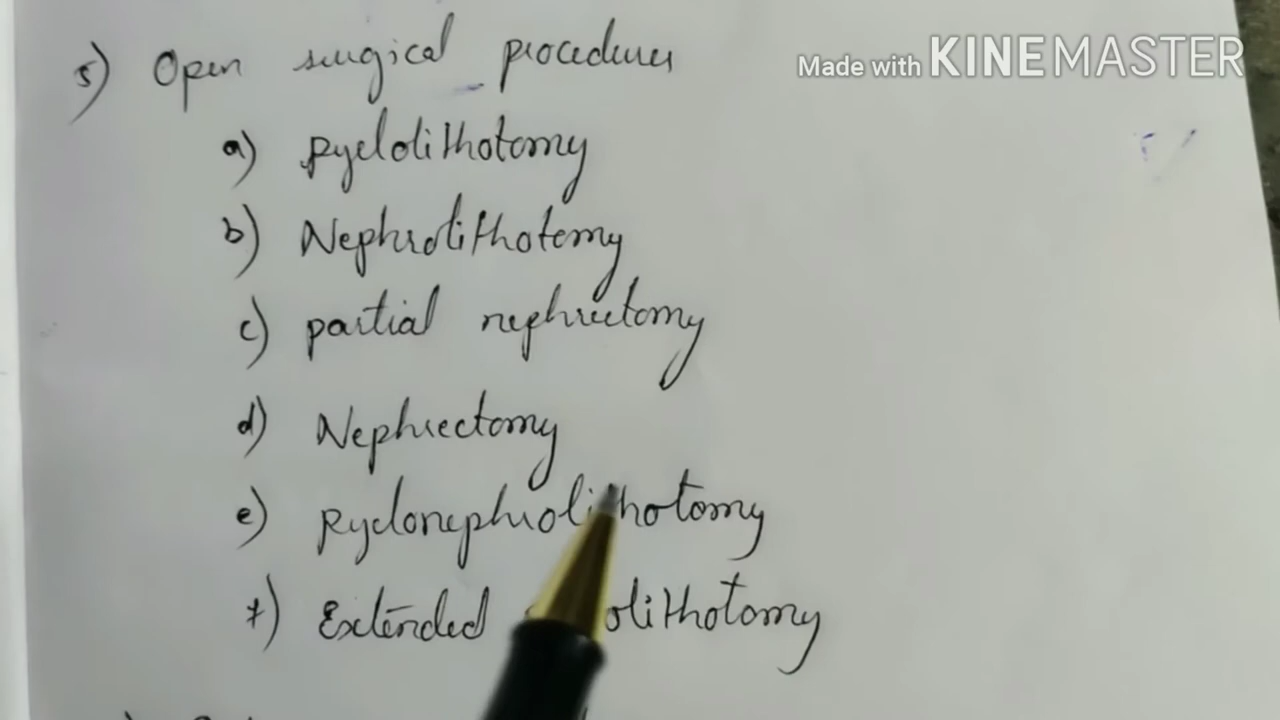 Made with KINEMASTER
5) Open surgical procedures
a) pyelolithotomy
b) Nephrolithotomy
c) partial nephrectomy
d) Nephrectomy
e) pyelonephrolithotomy
f) Extended olithotomy